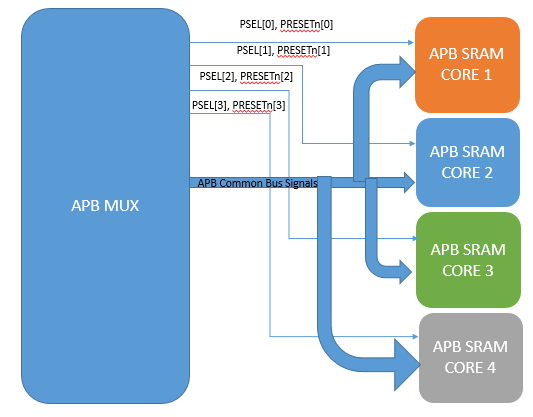 PSEL[0], PRESETn[0]
PSEL[1], PRESETn[1]
PSEL[2], PRESETn[2]
PSEL[3], PRESETn[3]
APB Common Bus Signals
APB MUX
APB SRAM
CORE 1
APB SRAM
CORE 2
APB SRAM
CORE 3
APB SRAM
CORE 4